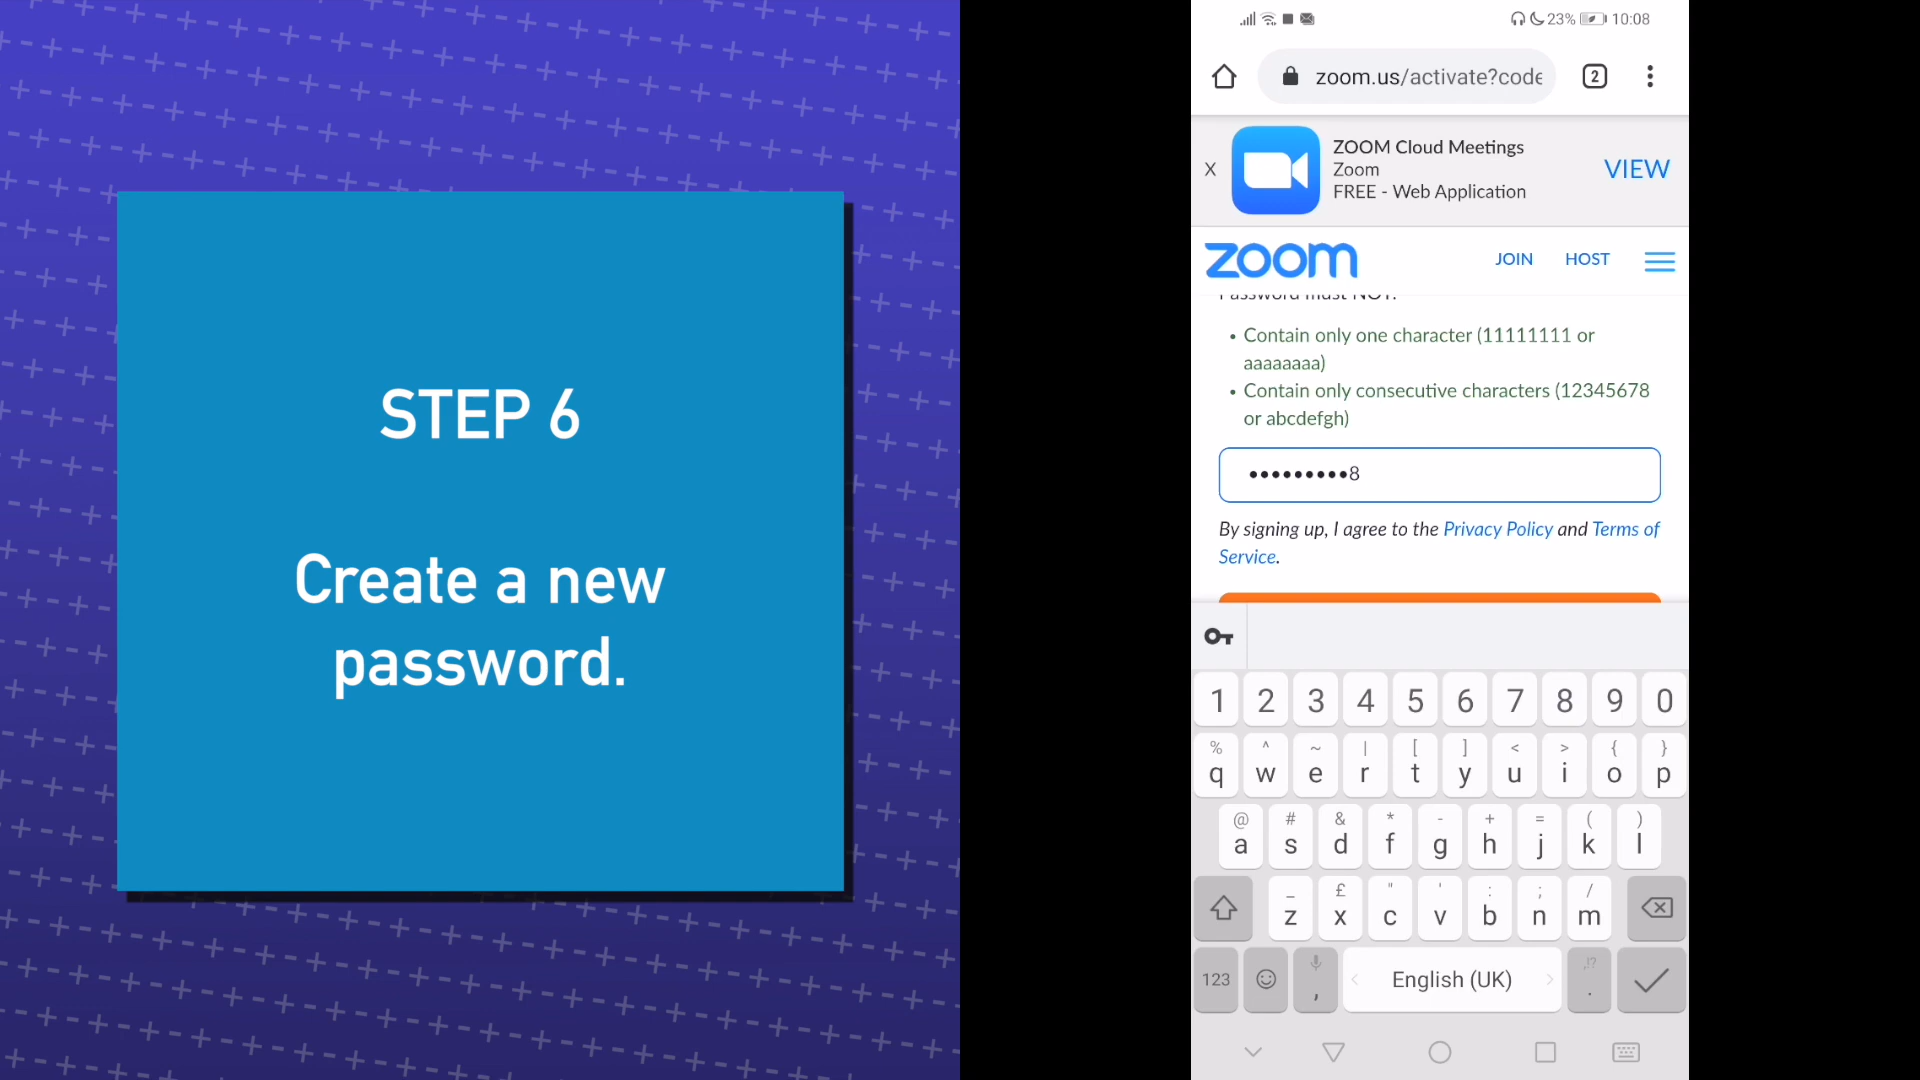 STEP 6
Create a new
password.
23% 10:08
zoom.us/activate?code
2
X
ZOOM Cloud Meetings
Zoom
FREE - Web Application
VIEW
zoom
JOIN HOST
Password must NOT:
• Contain only one character (11111111 or
aaaaaaaa)
• Contain only consecutive characters (12345678
or abcdefgh)
•••••••••8
By signing up, I agree to the Privacy Policy and Terms of
Service.
1 2 3 4 5 6 7 8 9 0
% ^ ~ | [ ] < > { }
q w e r t y u i o p
@ # & * - + = ( )
a s d f g h j k l
_ £ " ' : ; /
z x c v b n m
123 , English (UK) ,!? .